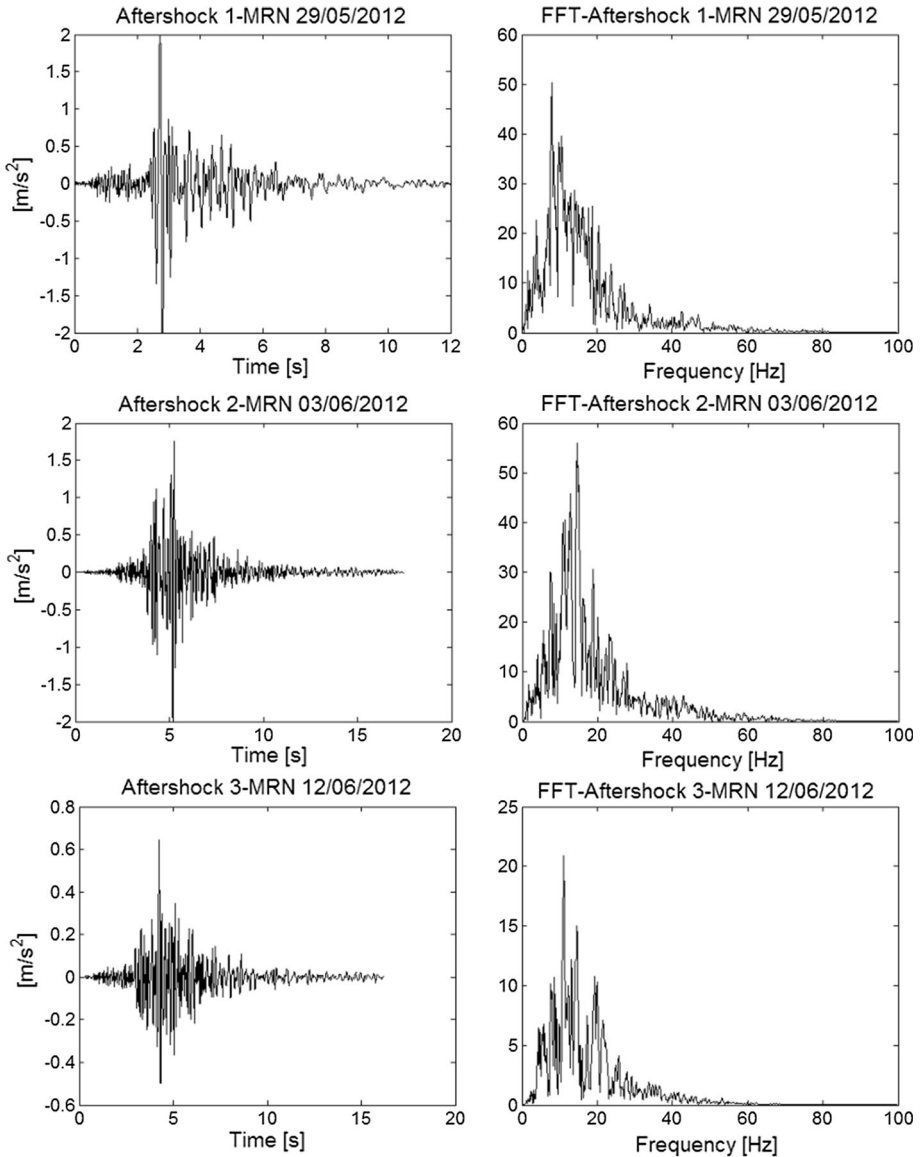 Aftershock 1-MRN 29/05/2012
2
1.5
1
0.5
0
-0.5
-1
-1.5
-2
[m/s²]
0 2 4 6 8 10 12
Time [s]
FFT-Aftershock 1-MRN 29/05/2012
60
50
40
30
20
10
0
0 20 40 60 80 100
Frequency [Hz]
Aftershock 2-MRN 03/06/2012
2
1.5
1
0.5
0
-0.5
-1
-1.5
-2
[m/s²]
0 5 10 15 20
Time [s]
FFT-Aftershock 2-MRN 03/06/2012
60
50
40
30
20
10
0
0 20 40 60 80 100
Frequency [Hz]
Aftershock 3-MRN 12/06/2012
0.8
0.6
0.4
0.2
0
-0.2
-0.4
-0.6
[m/s²]
0 5 10 15 20
Time [s]
FFT-Aftershock 3-MRN 12/06/2012
25
20
15
10
5
0
0 20 40 60 80 100
Frequency [Hz]